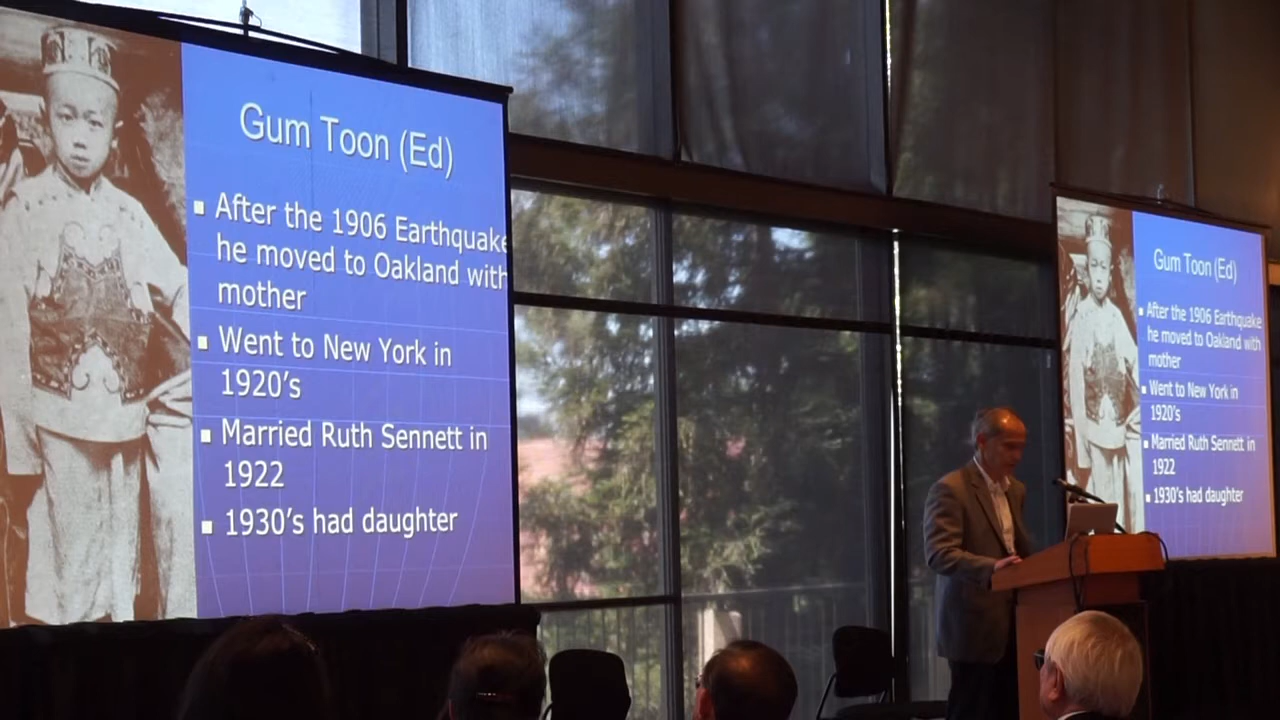 Gum Toon (Ed)
After the 1906 Earthquake
he moved to Oakland with
mother
Went to New York in
1920's
Married Ruth Sennett in
1922
1930's had daughter
Gum Toon (Ed)
After the 1906 Earthquake
he moved to Oakland with
mother
Went to New York in
1920's
Married Ruth Sennett in
1922
1930's had daughter